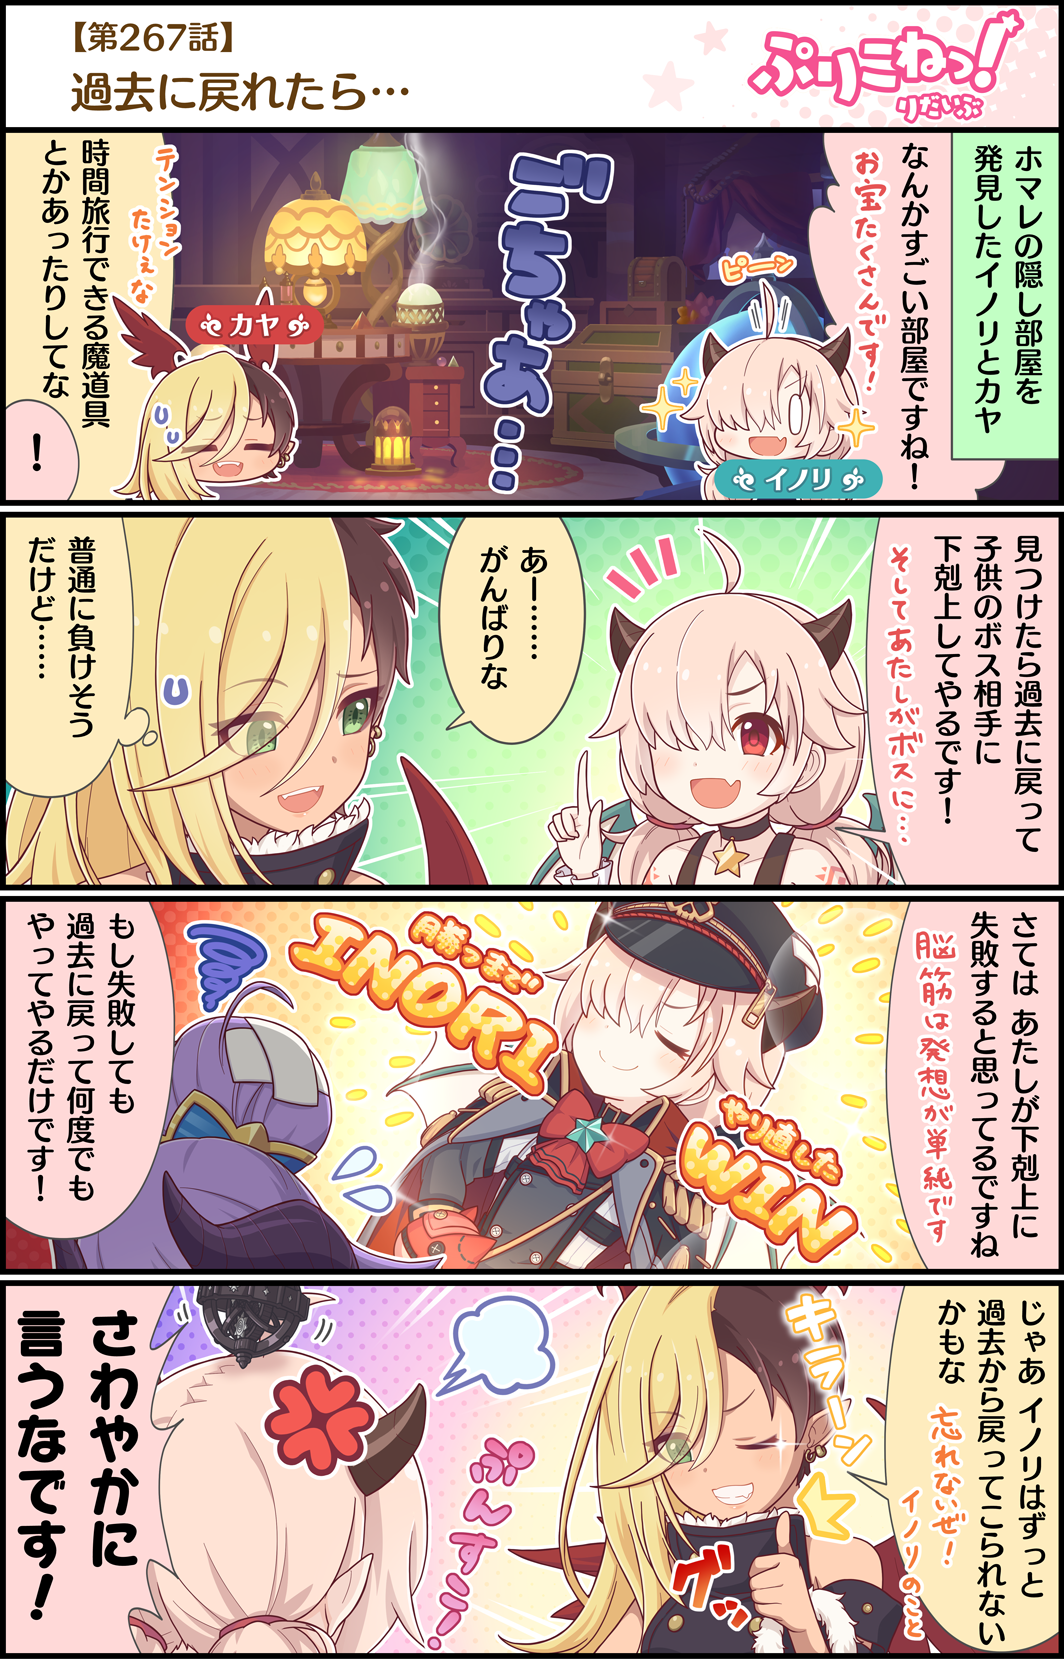 【第267話】
過去に戻れたら…
ぷりこねっ!
りだいぶ
ホマレの隠し部屋を
発見したイノリとカヤ
なんかすごい部屋ですね！
お宝たくさんです！
ピーン
イノリ
ごちゃぁ……
カヤ
テンション
たけぇな
時間旅行できる魔道具
とかあったりしてな
！
見つけたら過去に戻って
子供のボス相手に
下剋上してやるです！
そしてあたしがボスに…
あー……
がんばりな
普通に負けそう
だけど……
さては あたしが下剋上に
失敗すると思ってるですね
脳筋は発想が単純です
月夢っまで
INORI
やり直した
WIN
もし失敗しても
過去に戻って何度でも
やってやるだけです！
じゃあ イノリはずっと
過去から戻ってこられない
かもな
忘れないぜ！
イノリのこと
キラーン
グッ
ぷんすこ！
さわやかに
言うなです！